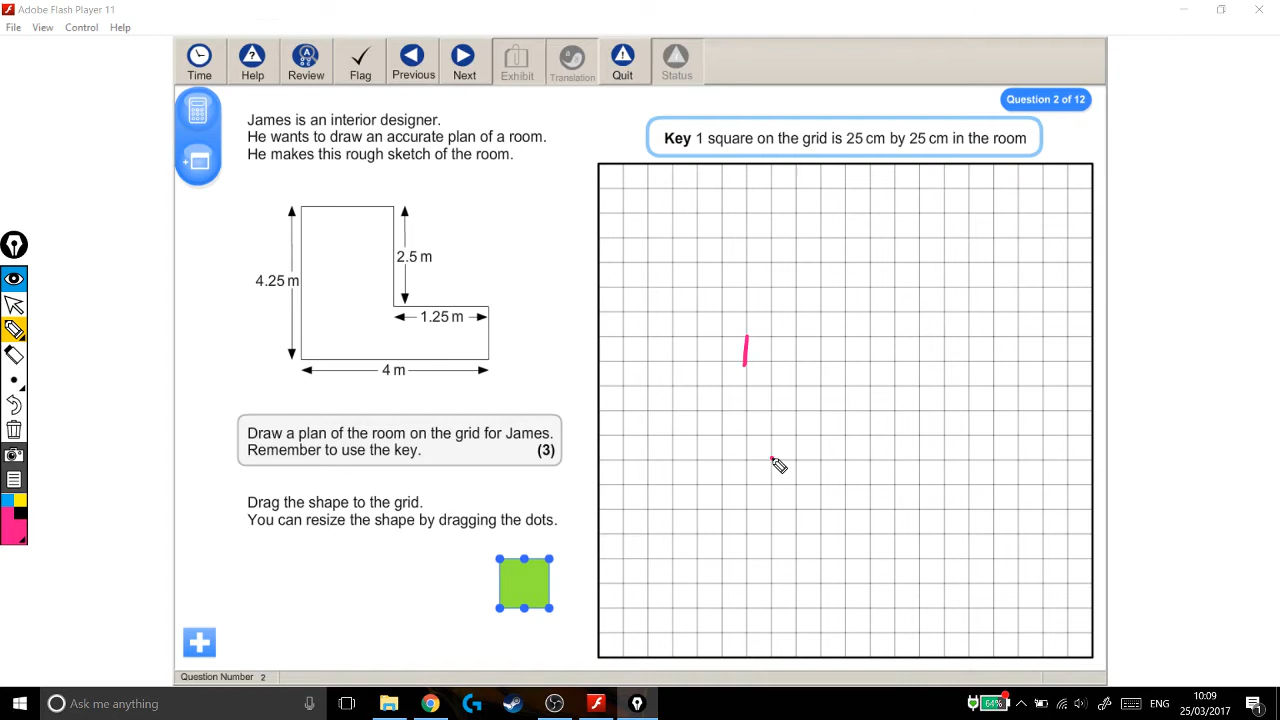 Adobe Flash Player 11
File View Control Help
Time Help Review Flag Previous Next Exhibit Translation Quit Status
Question 2 of 12
James is an interior designer.
He wants to draw an accurate plan of a room.
He makes this rough sketch of the room.
Key 1 square on the grid is 25 cm by 25 cm in the room
2.5 m
4.25 m
1.25 m
4 m
Draw a plan of the room on the grid for James.
Remember to use the key. (3)
Drag the shape to the grid.
You can resize the shape by dragging the dots.
Question Number 2
Ask me anything
64%
10:09
25/03/2017
1